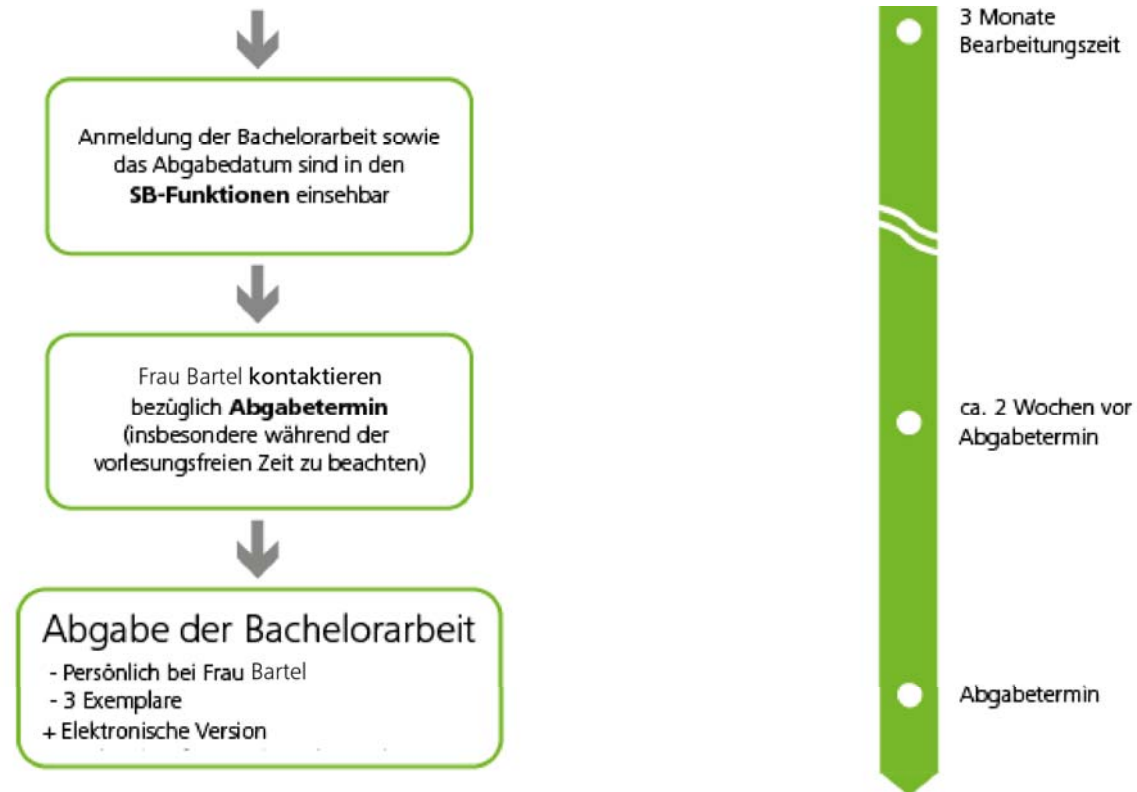 3 Monate
Bearbeitungszeit
Anmeldung der Bachelorarbeit sowie
das Abgabedatum sind in den
SB-Funktionen einsehbar
Frau Bartel kontaktieren
bezüglich Abgabetermin
(insbesondere während der
vorlesungsfreien Zeit zu beachten)
ca. 2 Wochen vor
Abgabetermin
Abgabe der Bachelorarbeit
- Persönlich bei Frau Bartel
- 3 Exemplare
+ Elektronische Version
Abgabetermin